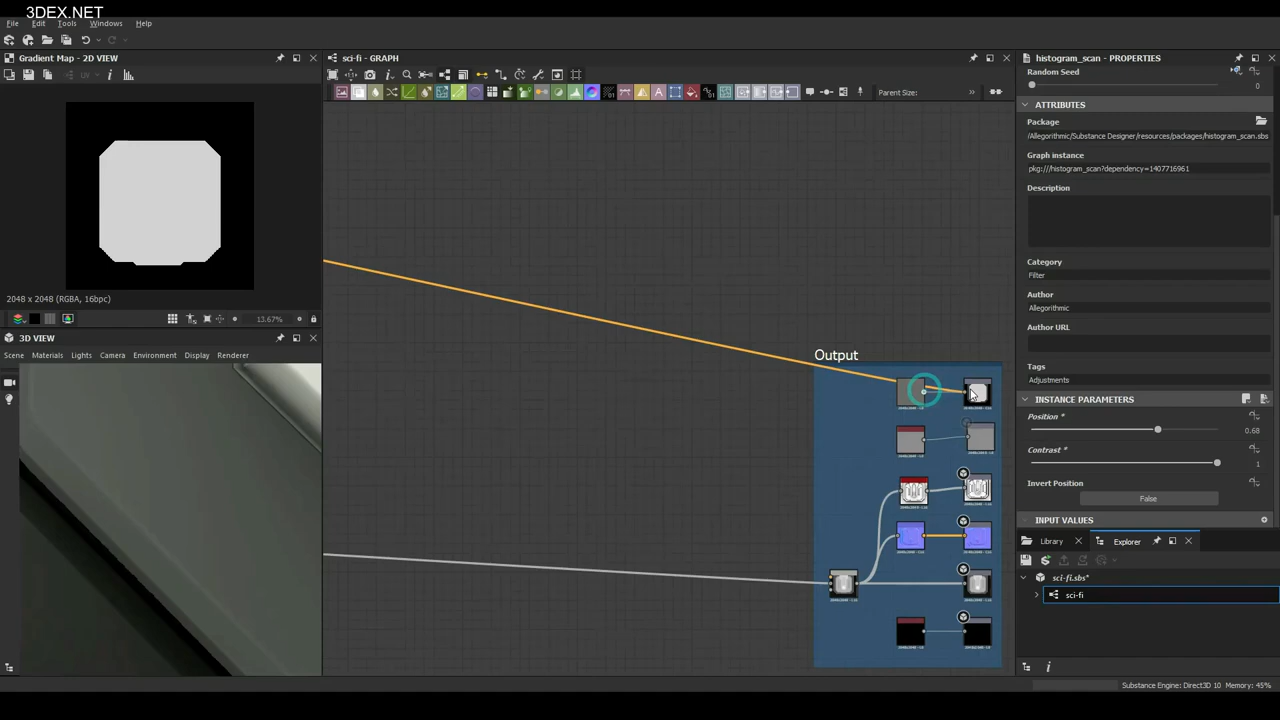 3DEX.NET
File Edit Tools Windows Help
Gradient Map - 2D VIEW
sci-fi - GRAPH
histogram_scan - PROPERTIES
Random Seed
0
UV
Parent Size:
ATTRIBUTES
Package
/Allegorithmic/Substance Designer/resources/packages/histogram_scan.sbs
Graph instance
pkg:///histogram_scan?dependency=1407716961
Description
Category
Filter
Author
Allegorithmic
Author URL
Tags
Adjustments
2048 x 2048 (RGBA, 16bpc)
13.67%
3D VIEW
Scene Materials Lights Camera Environment Display Renderer
Output
INSTANCE PARAMETERS
Position *
0.68
Contrast *
1
Invert Position
False
INPUT VALUES
Library Explorer
sci-fi.sbs*
sci-fi
Substance Engine: Direct3D 10 Memory: 45%